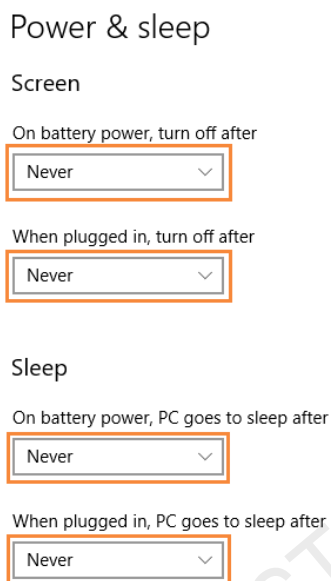 Power & sleep
Screen
On battery power, turn off after
Never
When plugged in, turn off after
Never
Sleep
On battery power, PC goes to sleep after
Never
When plugged in, PC goes to sleep after
Never